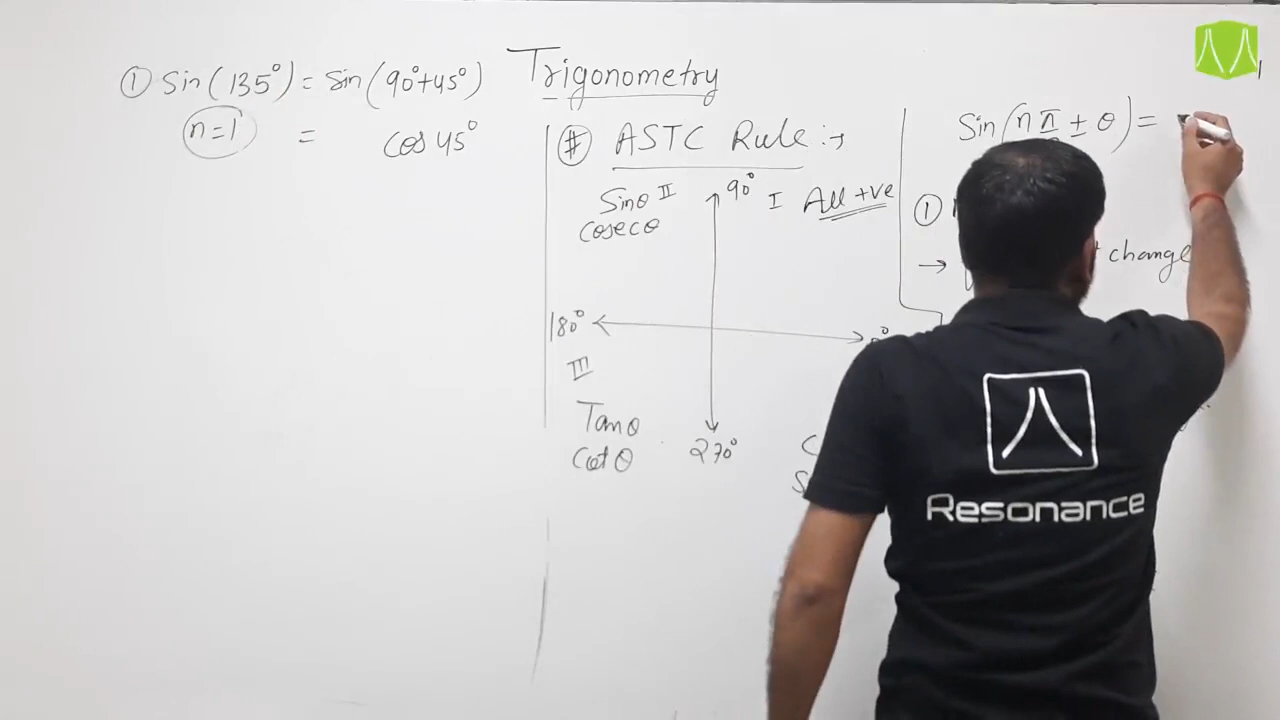 Trigonometry
① Sin(135°) = Sin(90°+45°)
n=1 = cos 45°
# ASTC Rule :→
Sinθ II
Cosecθ
90° I All +ve
180°
III
Tanθ
Cotθ
270°
Sin(nπ ± θ) =
①
→ change
Resonance